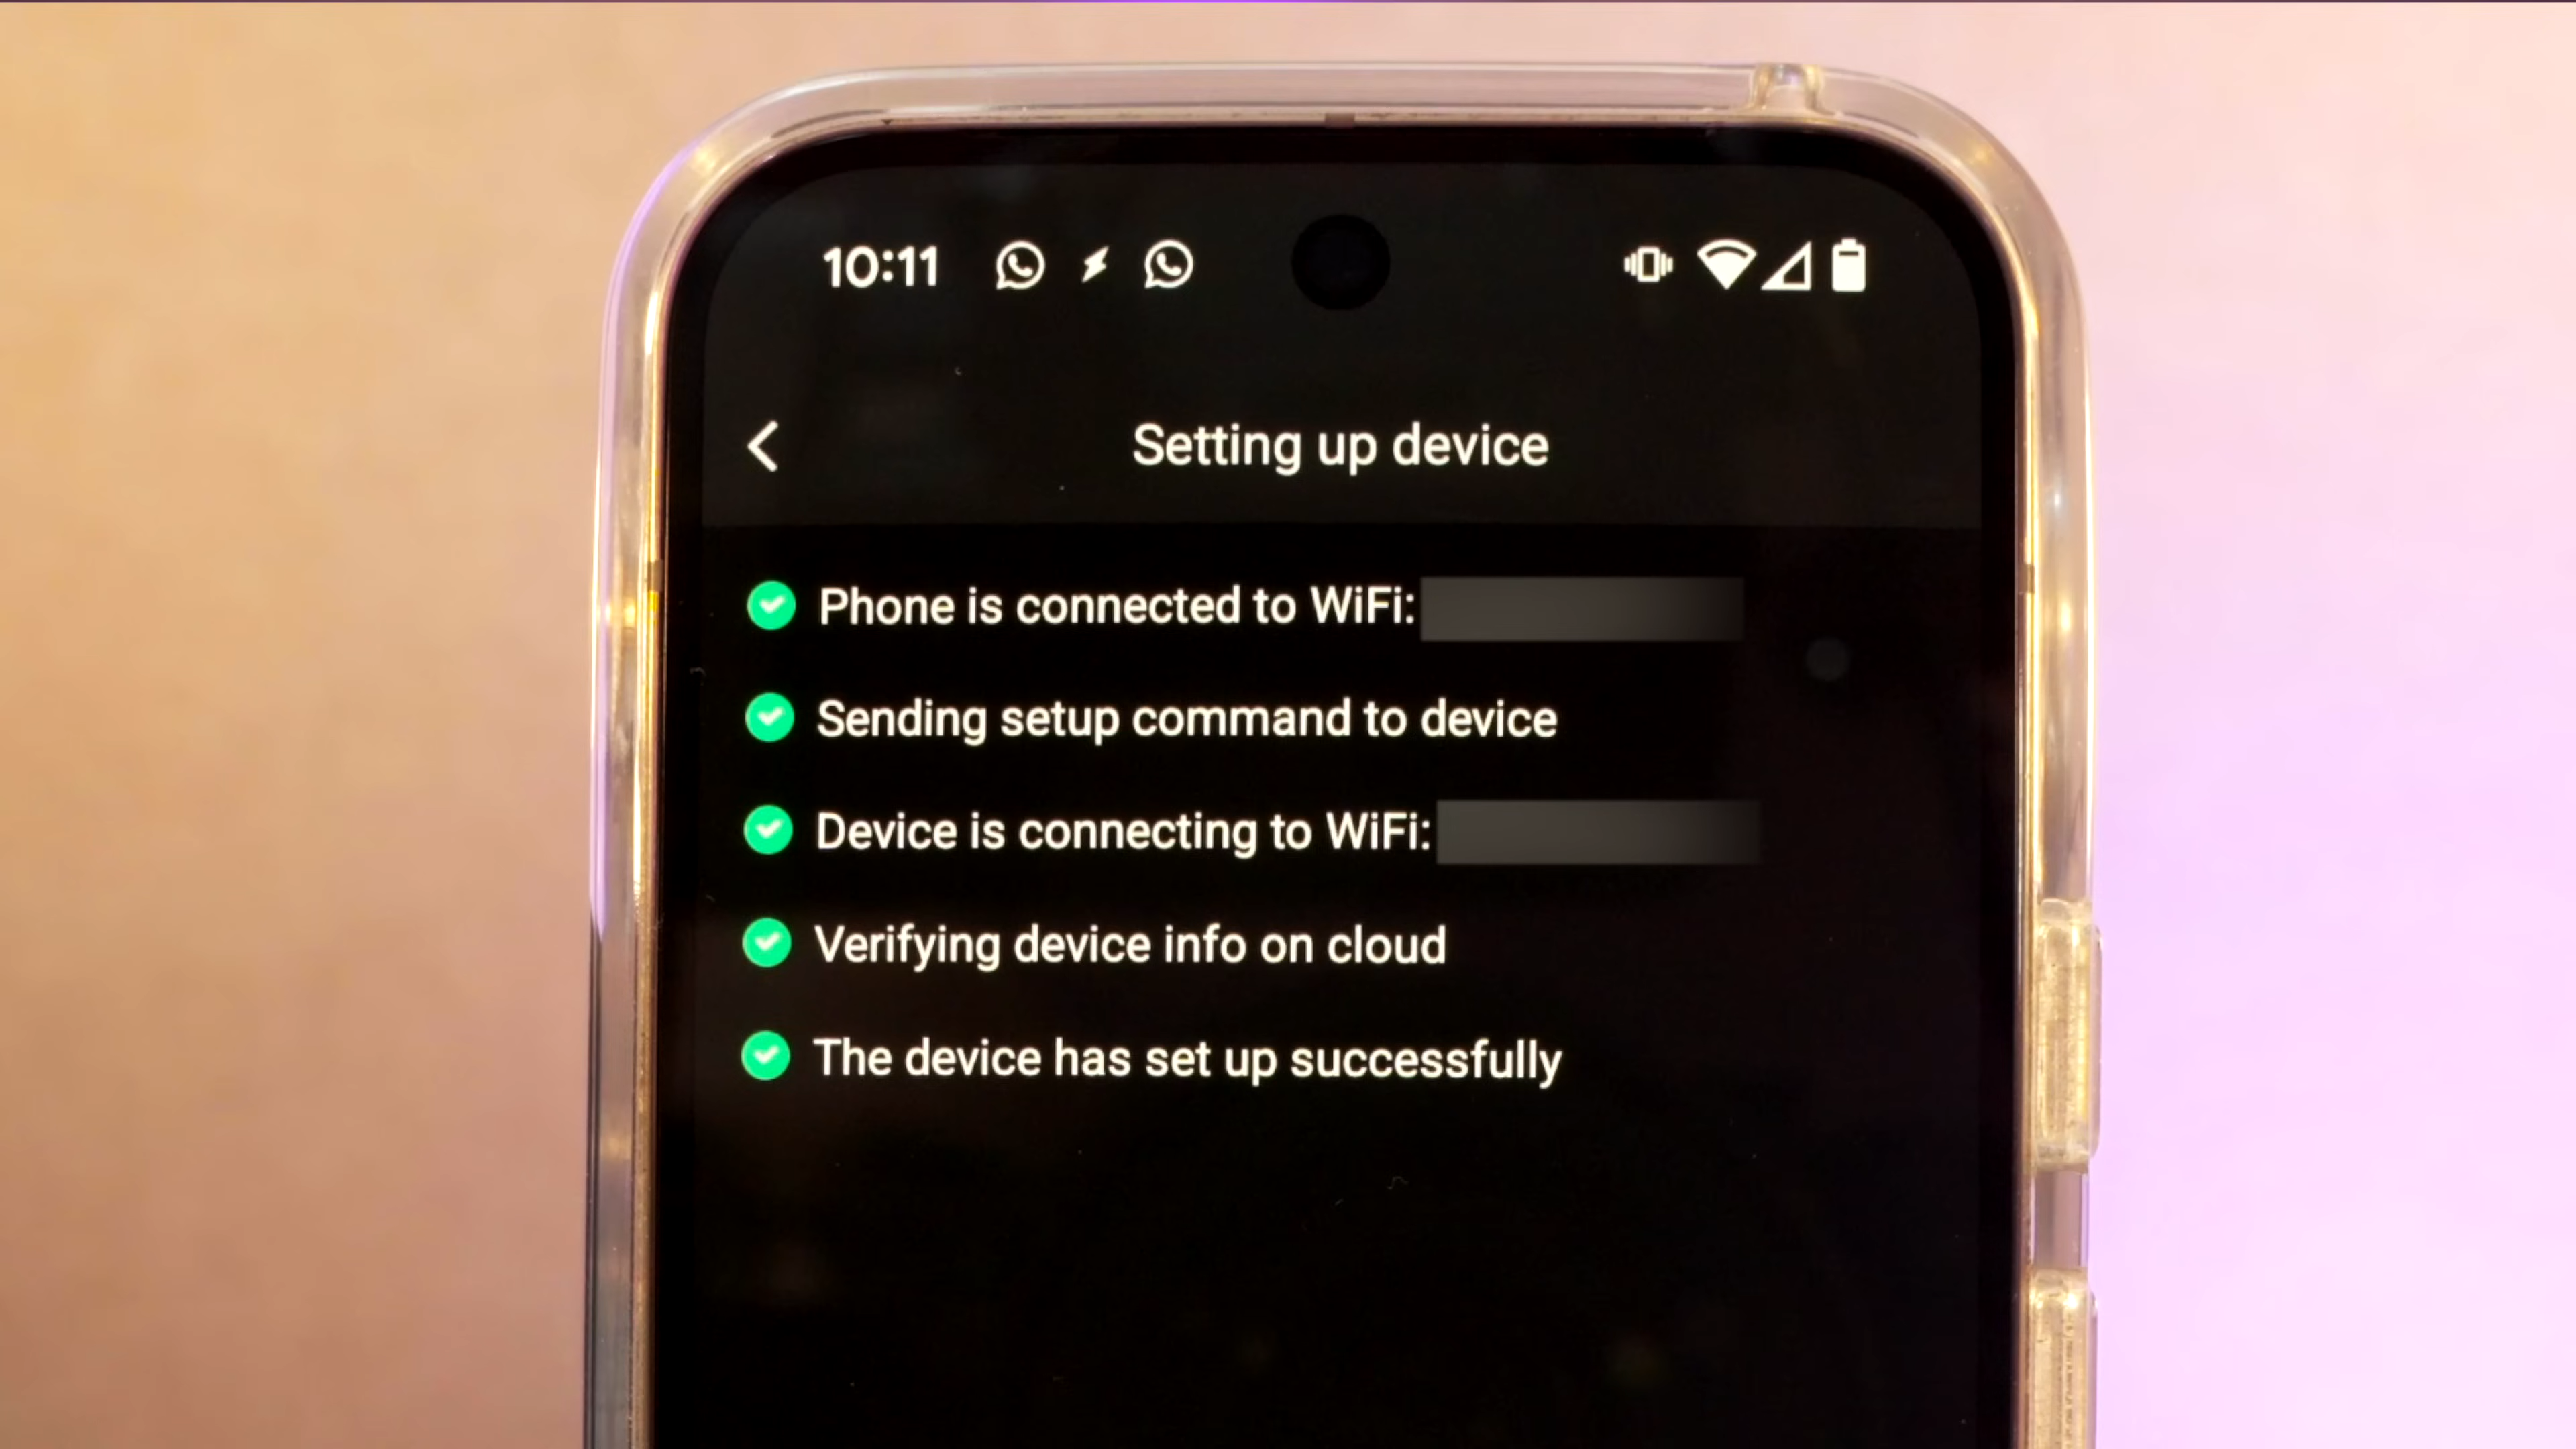 10:11
Setting up device
Phone is connected to WiFi:
Sending setup command to device
Device is connecting to WiFi:
Verifying device info on cloud
The device has set up successfully